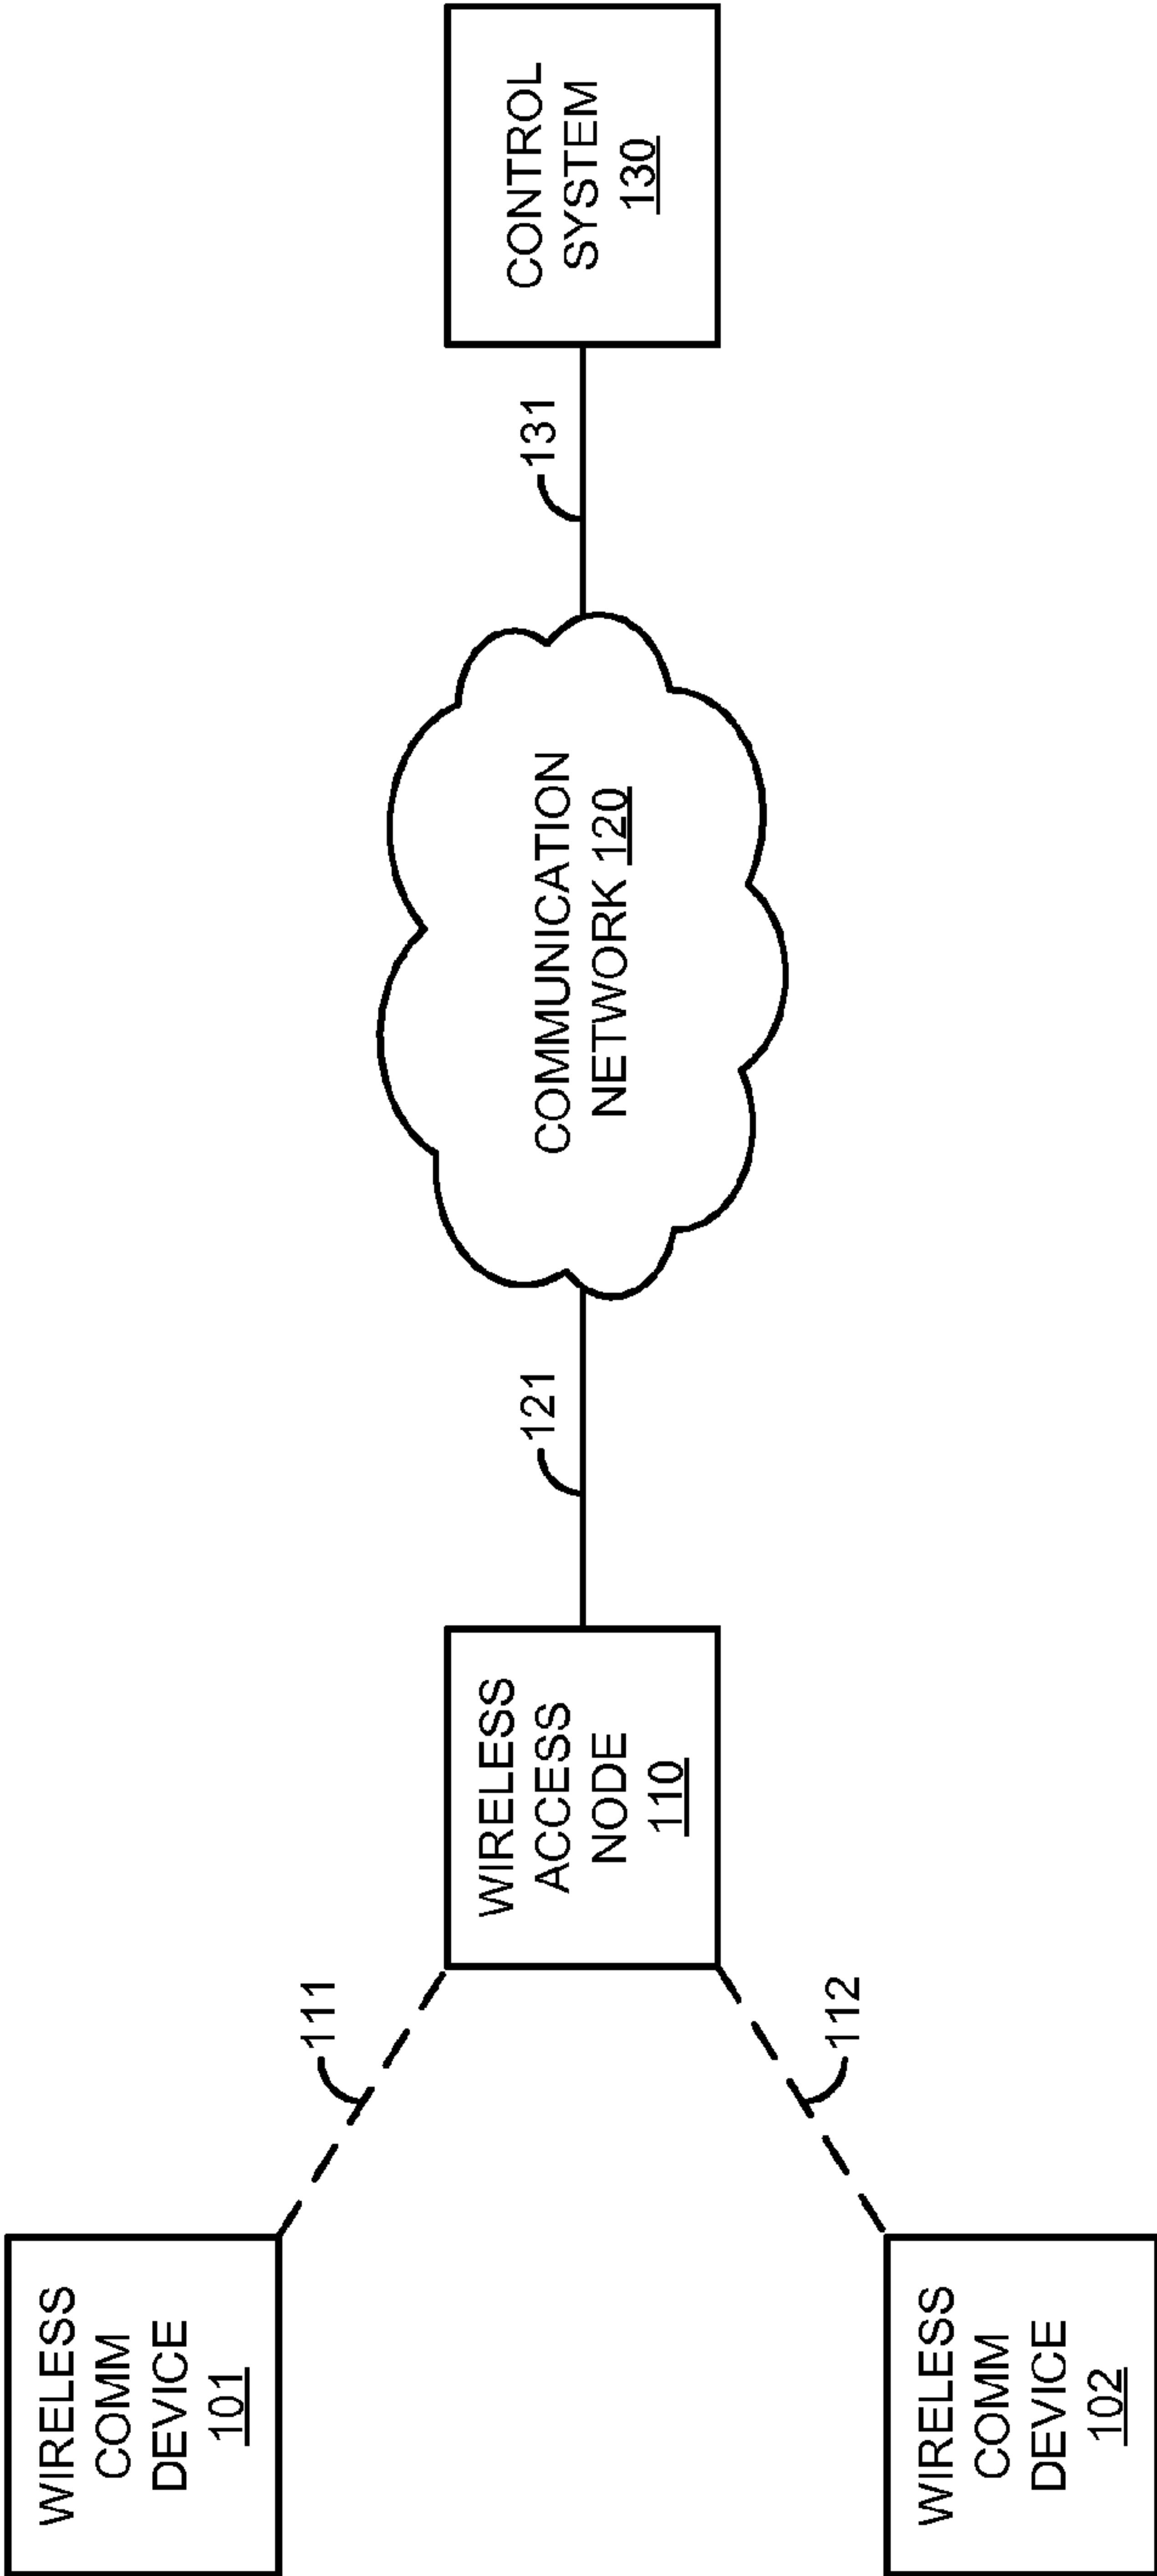 WIRELESS
COMM
DEVICE
101
111
WIRELESS
ACCESS
NODE
110
121
COMMUNICATION
NETWORK 120
131
CONTROL
SYSTEM
130
112
WIRELESS
COMM
DEVICE
102